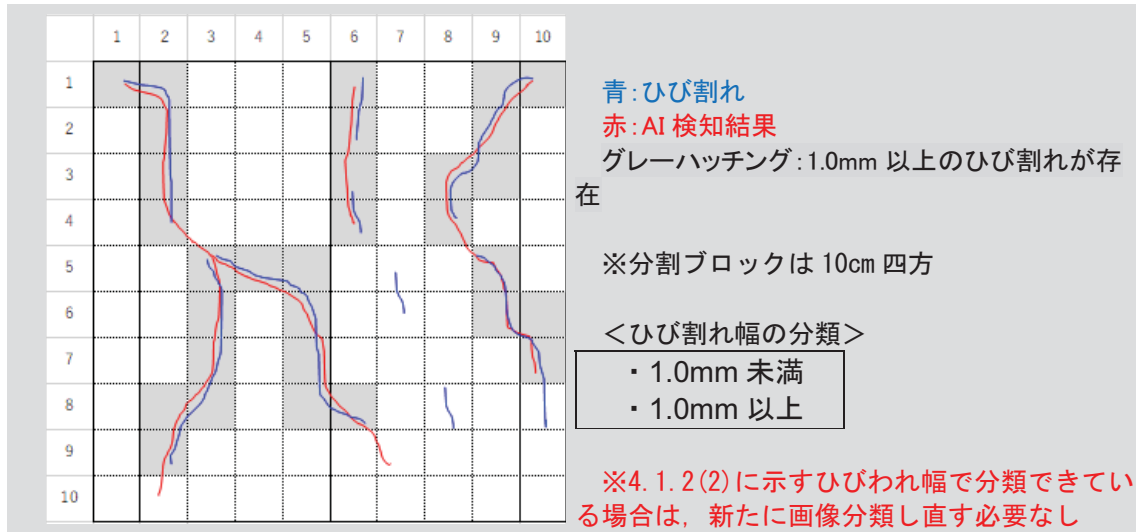 1 2 3 4 5 6 7 8 9 10
1
2
3
4
5
6
7
8
9
10
青：ひび割れ
赤：AI 検知結果
グレーハッチング：1.0mm 以上のひび割れが存
在
※分割ブロックは 10cm 四方
＜ひび割れ幅の分類＞
・1.0mm 未満
・1.0mm 以上
※4.1.2(2)に示すひびわれ幅で分類できてい
る場合は，新たに画像分類し直す必要なし